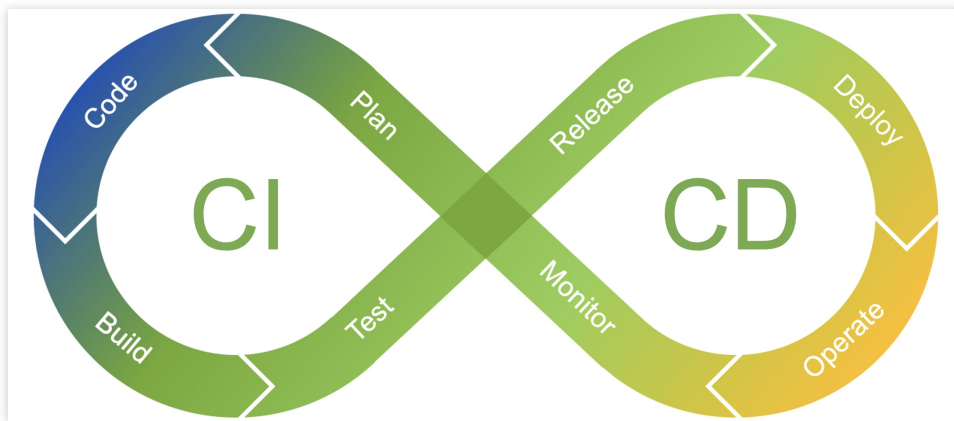 Code
Plan
Release
Deploy
CI
CD
Build
Test
Monitor
Operate